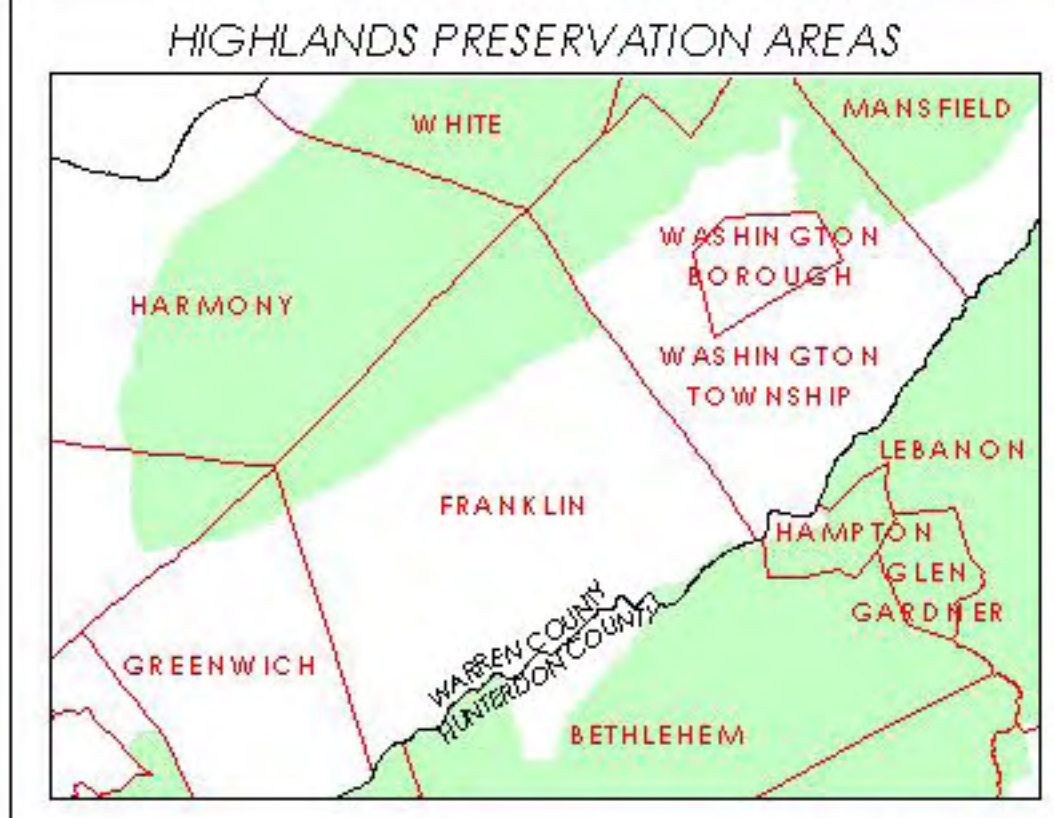 HIGHLANDS PRESERVATION AREAS
WHITE
MANSFIELD
WASHINGTON
BOROUGH
HARMONY
WASHINGTON
TOWNSHIP
LEBANON
FRANKLIN
HAMPTON
GLEN
GARDNER
WARREN COUNTY
HUNTERDON COUNTY
GREENWICH
BETHLEHEM